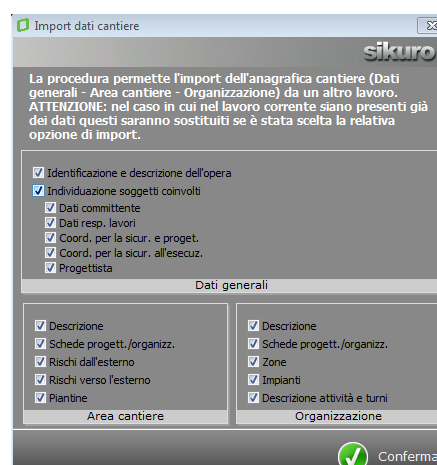 Import dati cantiere
sikuro
La procedura permette l'import dell'anagrafica cantiere (Dati
generali - Area cantiere - Organizzazione) da un altro lavoro.
ATTENZIONE: nel caso in cui nel lavoro corrente siano presenti già
dei dati questi saranno sostituiti se è stata scelta la relativa
opzione di import.
Identificazione e descrizione dell'opera
Individuazione soggetti coinvolti
Dati committente
Dati resp. lavori
Coord. per la sicur. e proget.
Coord. per la sicur. all'esecuz.
Progettista
Dati generali
Descrizione
Schede progett./organizz.
Rischi dall'esterno
Rischi verso l'esterno
Piantine
Area cantiere
Descrizione
Schede progett./organizz.
Zone
Impianti
Descrizione attività e turni
Organizzazione
Conferma